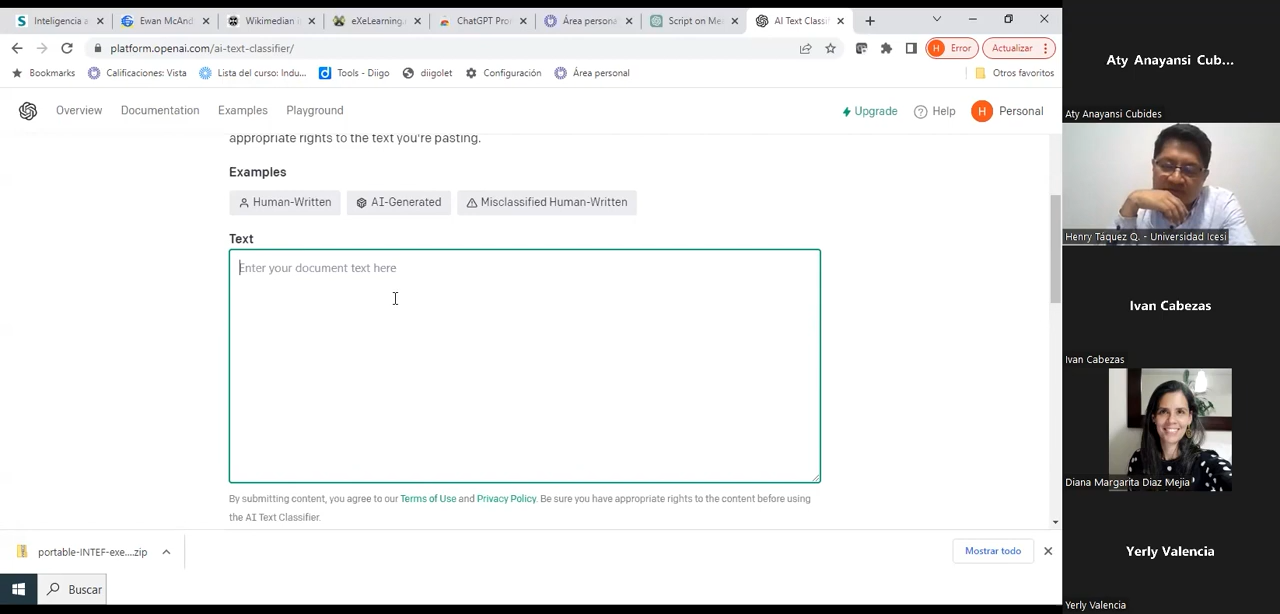 Inteligencia a
Ewan McAnd
Wikimedian i
eXeLearning.
ChatGPT Pro
Área persona
Script on Me
AI Text Classif
platform.openai.com/ai-text-classifier/
H Error
Actualizar
Bookmarks
Calificaciones: Vista
Lista del curso: Indu...
Tools - Diigo
diigolet
Configuración
Área personal
Otros favoritos
Overview Documentation Examples Playground
Upgrade
Help
H Personal
appropriate rights to the text you're pasting.
Examples
Human-Written
AI-Generated
Misclassified Human-Written
Text
Enter your document text here
By submitting content, you agree to our Terms of Use and Privacy Policy. Be sure you have appropriate rights to the content before using
the AI Text Classifier.
portable-INTEF-exe....zip
Mostrar todo
Buscar
Aty Anayansi Cub...
Aty Anayansi Cubides
Henry Táquez Q. - Universidad Icesi
Ivan Cabezas
Ivan Cabezas
Diana Margarita Diaz Mejia
Yerly Valencia
Yerly Valencia